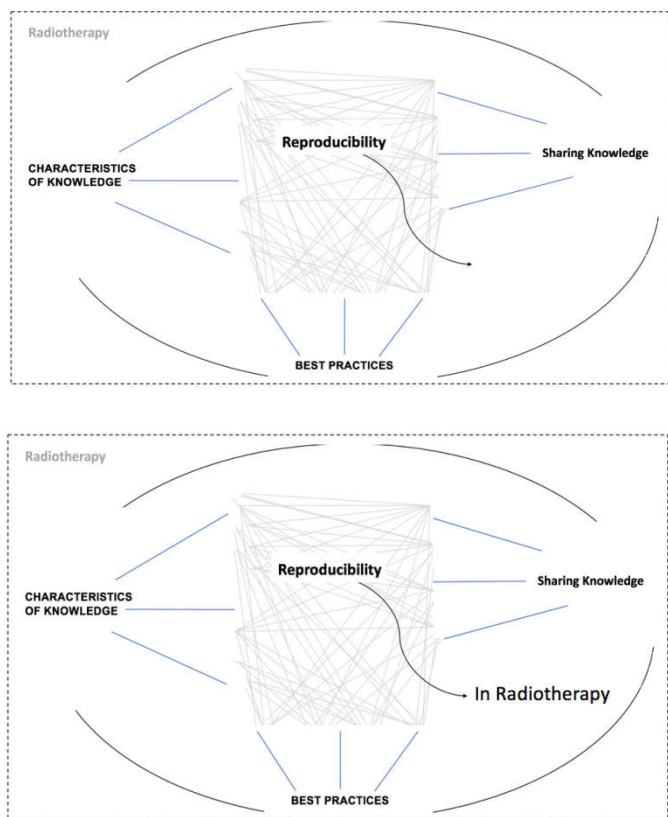 Radiotherapy
Reproducibility
CHARACTERISTICS
OF KNOWLEDGE
Sharing Knowledge
BEST PRACTICES
Radiotherapy
Reproducibility
CHARACTERISTICS
OF KNOWLEDGE
Sharing Knowledge
In Radiotherapy
BEST PRACTICES